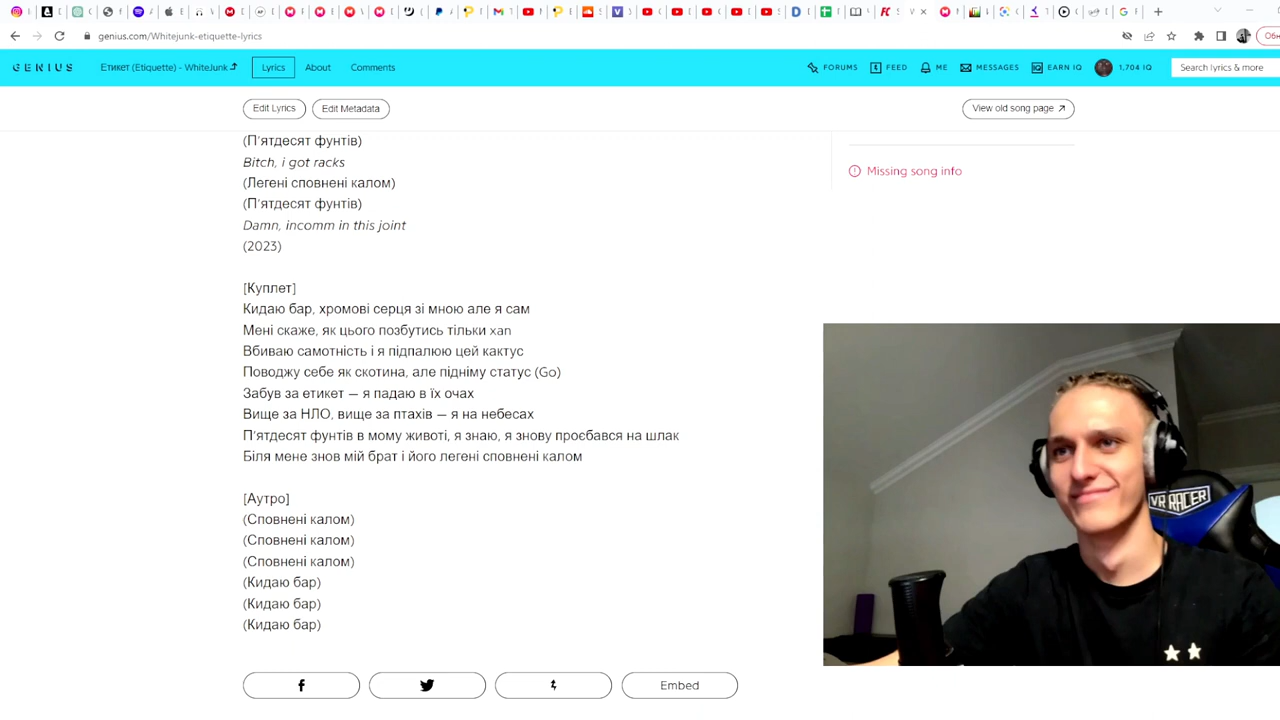 genius.com/Whitejunk-etiquette-lyrics
GENIUS
Етикет (Etiquette) - WhiteJunk
Lyrics
About
Comments
FORUMS
FEED
ME
MESSAGES
EARN IQ
1,704 IQ
Search lyrics & more
Edit Lyrics
Edit Metadata
View old song page
(П'ятдесят фунтів)
Bitch, i got racks
(Легені сповнені калом)
(П'ятдесят фунтів)
Damn, incomm in this joint
(2023)
Missing song info
[Куплет]
Кидаю бар, хромові серця зі мною але я сам
Мені скаже, як цього позбутись тільки xan
Вбиваю самотність і я підпалюю цей кактус
Поводжу себе як скотина, але підніму статус (Go)
Забув за етикет — я падаю в їх очах
Вище за НЛО, вище за птахів — я на небесах
П'ятдесят фунтів в мому животі, я знаю, я знову проєбався на шлак
Біля мене знов мій брат і його легені сповнені калом
[Аутро]
(Сповнені калом)
(Сповнені калом)
(Сповнені калом)
(Кидаю бар)
(Кидаю бар)
(Кидаю бар)
Embed
VR RACER